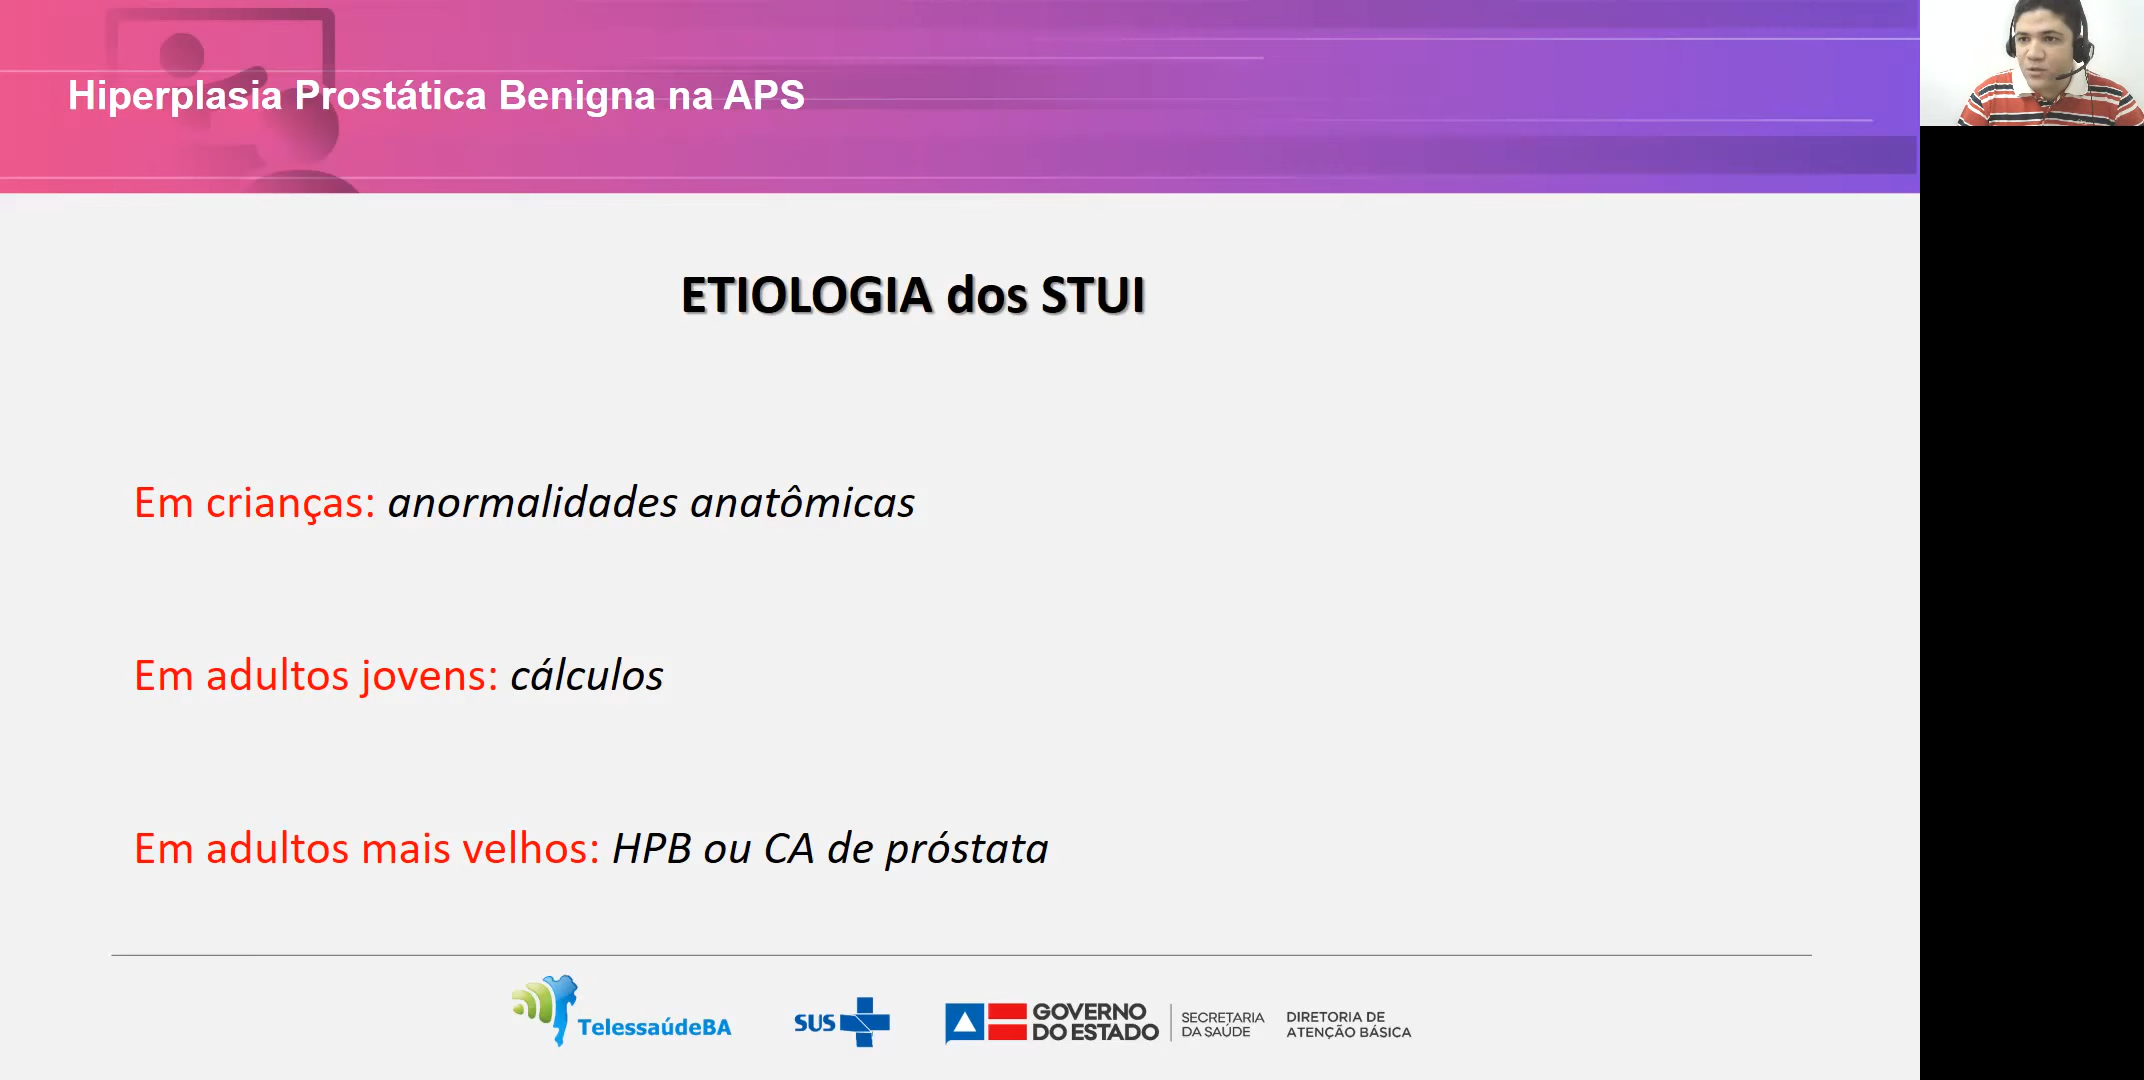 Hiperplasia Prostática Benigna na APS
ETIOLOGIA dos STUI
Em crianças: anormalidades anatômicas
Em adultos jovens: cálculos
Em adultos mais velhos: HPB ou CA de próstata
TelessaúdeBA
SUS
GOVERNO
DO ESTADO
SECRETARIA
DA SAÚDE
DIRETORIA DE
ATENÇÃO BÁSICA